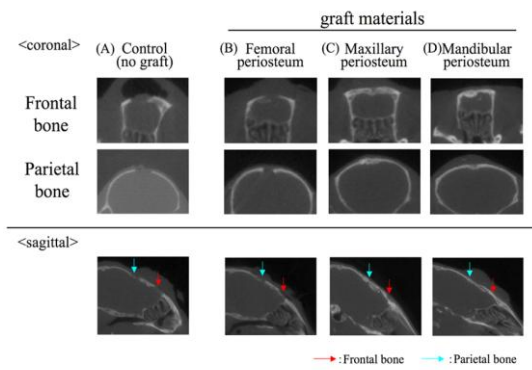 graft materials
<coronal>
(A) Control
(no graft)
(B) Femoral
periosteum
(C) Maxillary
periosteum
(D) Mandibular
periosteum
Frontal
bone
Parietal
bone
<sagittal>
:Frontal bone
:Parietal bone